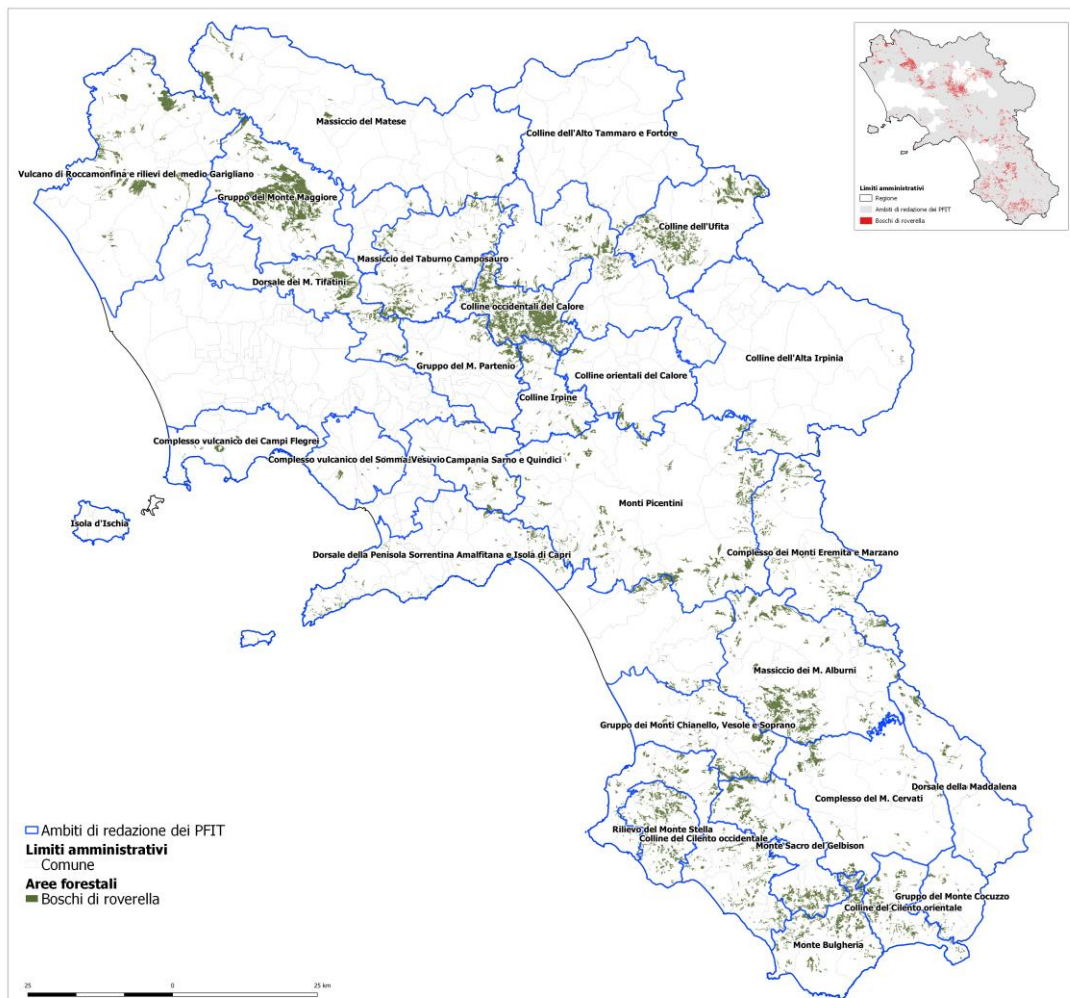 Limiti amministrativi
Regione
Ambiti di redazione dei PFIT
Boschi di roverella
Massiccio del Matese
Colline dell'Alto Tammaro e Fortore
Vulcano di Roccamonfina e rilievi del medio Garigliano
Gruppo del Monte Maggiore
Colline dell'Ufita
Massiccio del Taburno Camposauro
Dorsale dei M. Tifatini
Colline occidentali del Calore
Colline dell'Alta Irpinia
Gruppo del M. Partenio
Colline orientali del Calore
Colline Irpine
Complesso vulcanico dei Campi Flegrei
Complesso vulcanico del Somma-Vesuvio
Campania Sarno e Quindici
Monti Picentini
Isola d'Ischia
Dorsale della Penisola Sorrentina Amalfitana e Isola di Capri
Complesso dei Monti Eremita e Marzano
Massiccio dei M. Alburni
Gruppo dei Monti Chianello, Vesole e Soprano
Dorsale della Maddalena
Complesso del M. Cervati
Rilievo del Monte Stella
Colline del Cilento occidentale
Monte Sacro del Gelbison
Gruppo del Monte Cocuzzo
Colline del Cilento orientale
Monte Bulgheria
Ambiti di redazione dei PFIT
Limiti amministrativi
Comune
Aree forestali
Boschi di roverella
25 0 25 km